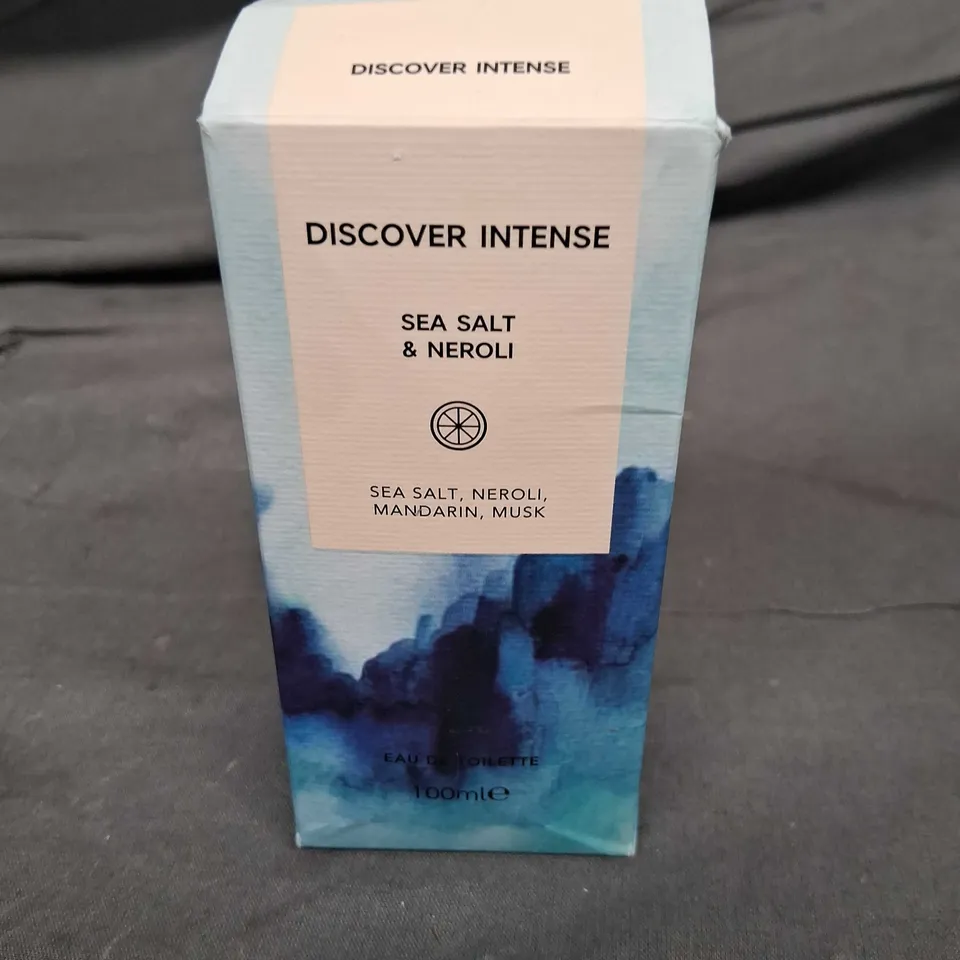 DISCOVER INTENSE
DISCOVER INTENSE
SEA SALT
& NEROLI
SEA SALT, NEROLI,
MANDARIN, MUSK
EAU DE TOILETTE
100ml℮